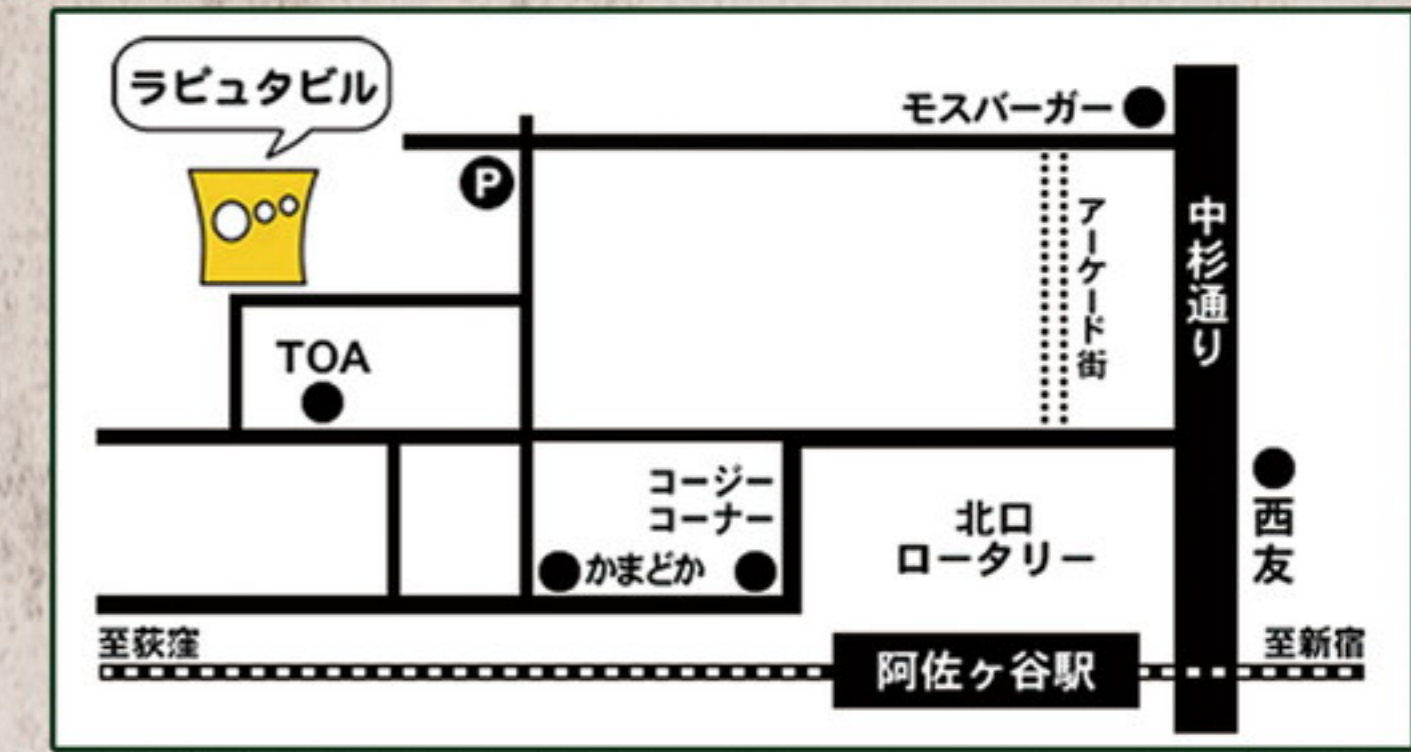 ラピュタビル
モスバーガー
P
アーケード街
中杉通り
TOA
コージー
コーナー
かまどか
北口
ロータリー
西友
至荻窪
阿佐ヶ谷駅
至新宿